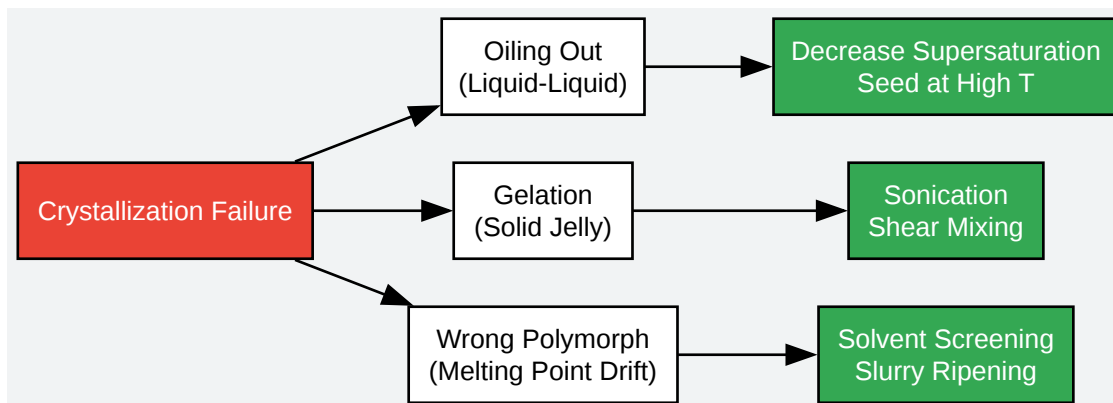 Crystallization Failure
Oiling Out
(Liquid-Liquid)
Decrease Supersaturation
Seed at High T
Gelation
(Solid Jelly)
Sonication
Shear Mixing
Wrong Polymorph
(Melting Point Drift)
Solvent Screening
Slurry Ripening